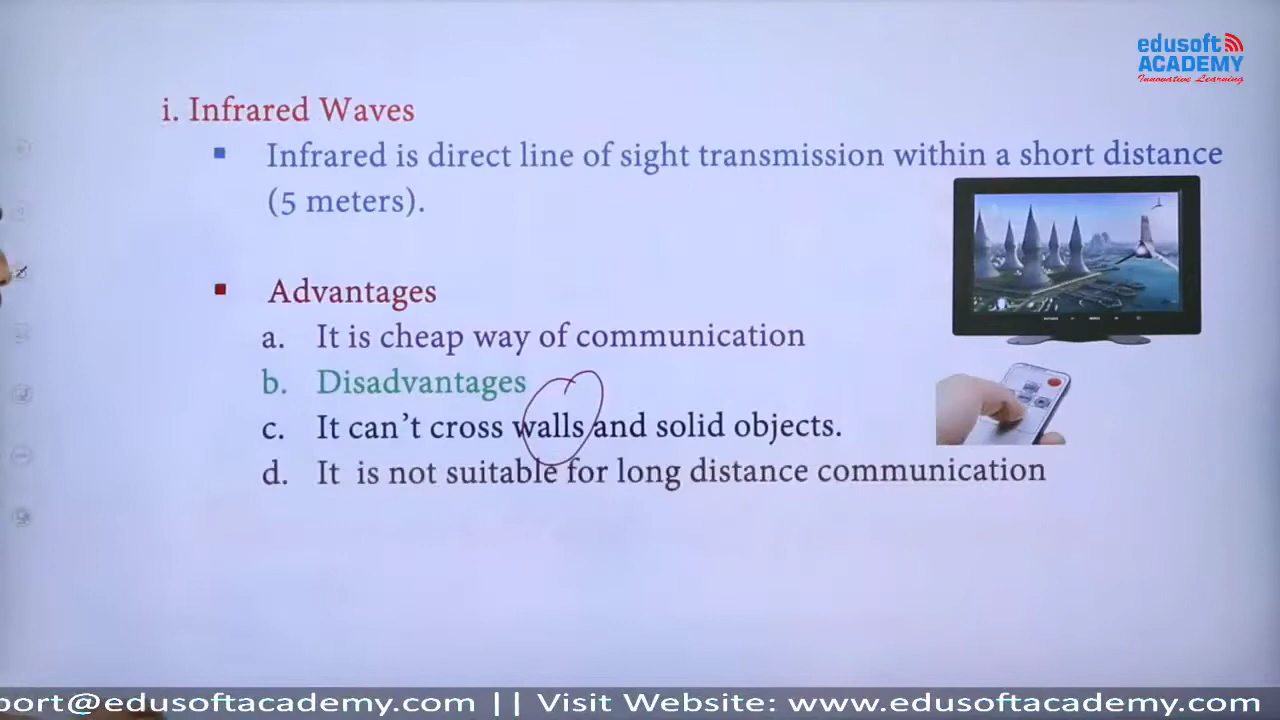 edusoft
ACADEMY
Innovative Learning
i. Infrared Waves
Infrared is direct line of sight transmission within a short distance
(5 meters).
Advantages
a. It is cheap way of communication
b. Disadvantages
c. It can't cross walls and solid objects.
d. It is not suitable for long distance communication
port@edusoftacademy.com || Visit Website: www.edusoftacademy.com